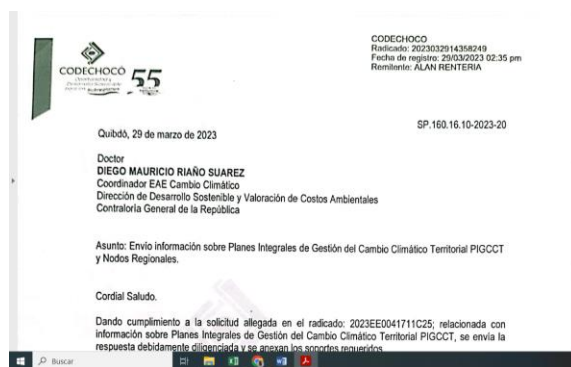 CODECHOCO
Radicado: 2023032914358249
Fecha de registro: 29/03/2023 02:35 pm
Remitente: ALAN RENTERIA
CODECHOCÓ
55
SP.160.16.10-2023-20
Quibdó, 29 de marzo de 2023
Doctor
DIEGO MAURICIO RIAÑO SUAREZ
Coordinador EAE Cambio Climático
Dirección de Desarrollo Sostenible y Valoración de Costos Ambientales
Contraloría General de la República
Asunto: Envio información sobre Planes Integrales de Gestión del Cambio Climático Territorial PIGCCT
y Nodos Regionales.
Cordial Saludo.
Dando cumplimiento a la solicitud allegada en el radicado: 2023EE0041711C25; relacionada con
información sobre Planes Integrales de Gestión del Cambio Climático Territorial PIGCCT, se envía la
respuesta debidamente diligenciada y se anexan los soportes requeridos
Buscar